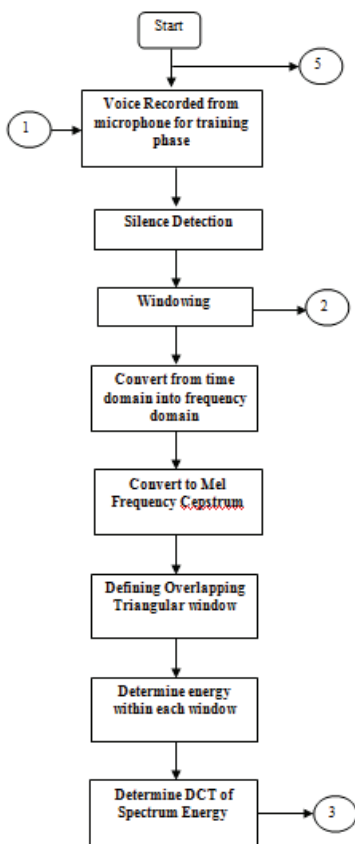 Start
5
Voice Recorded from
microphone for training
phase
1
Silence Detection
Windowing
2
Convert from time
domain into frequency
domain
Convert to Mel
Frequency Cepstrum
Defining Overlapping
Triangular window
Determine energy
within each window
Determine DCT of
Spectrum Energy
3